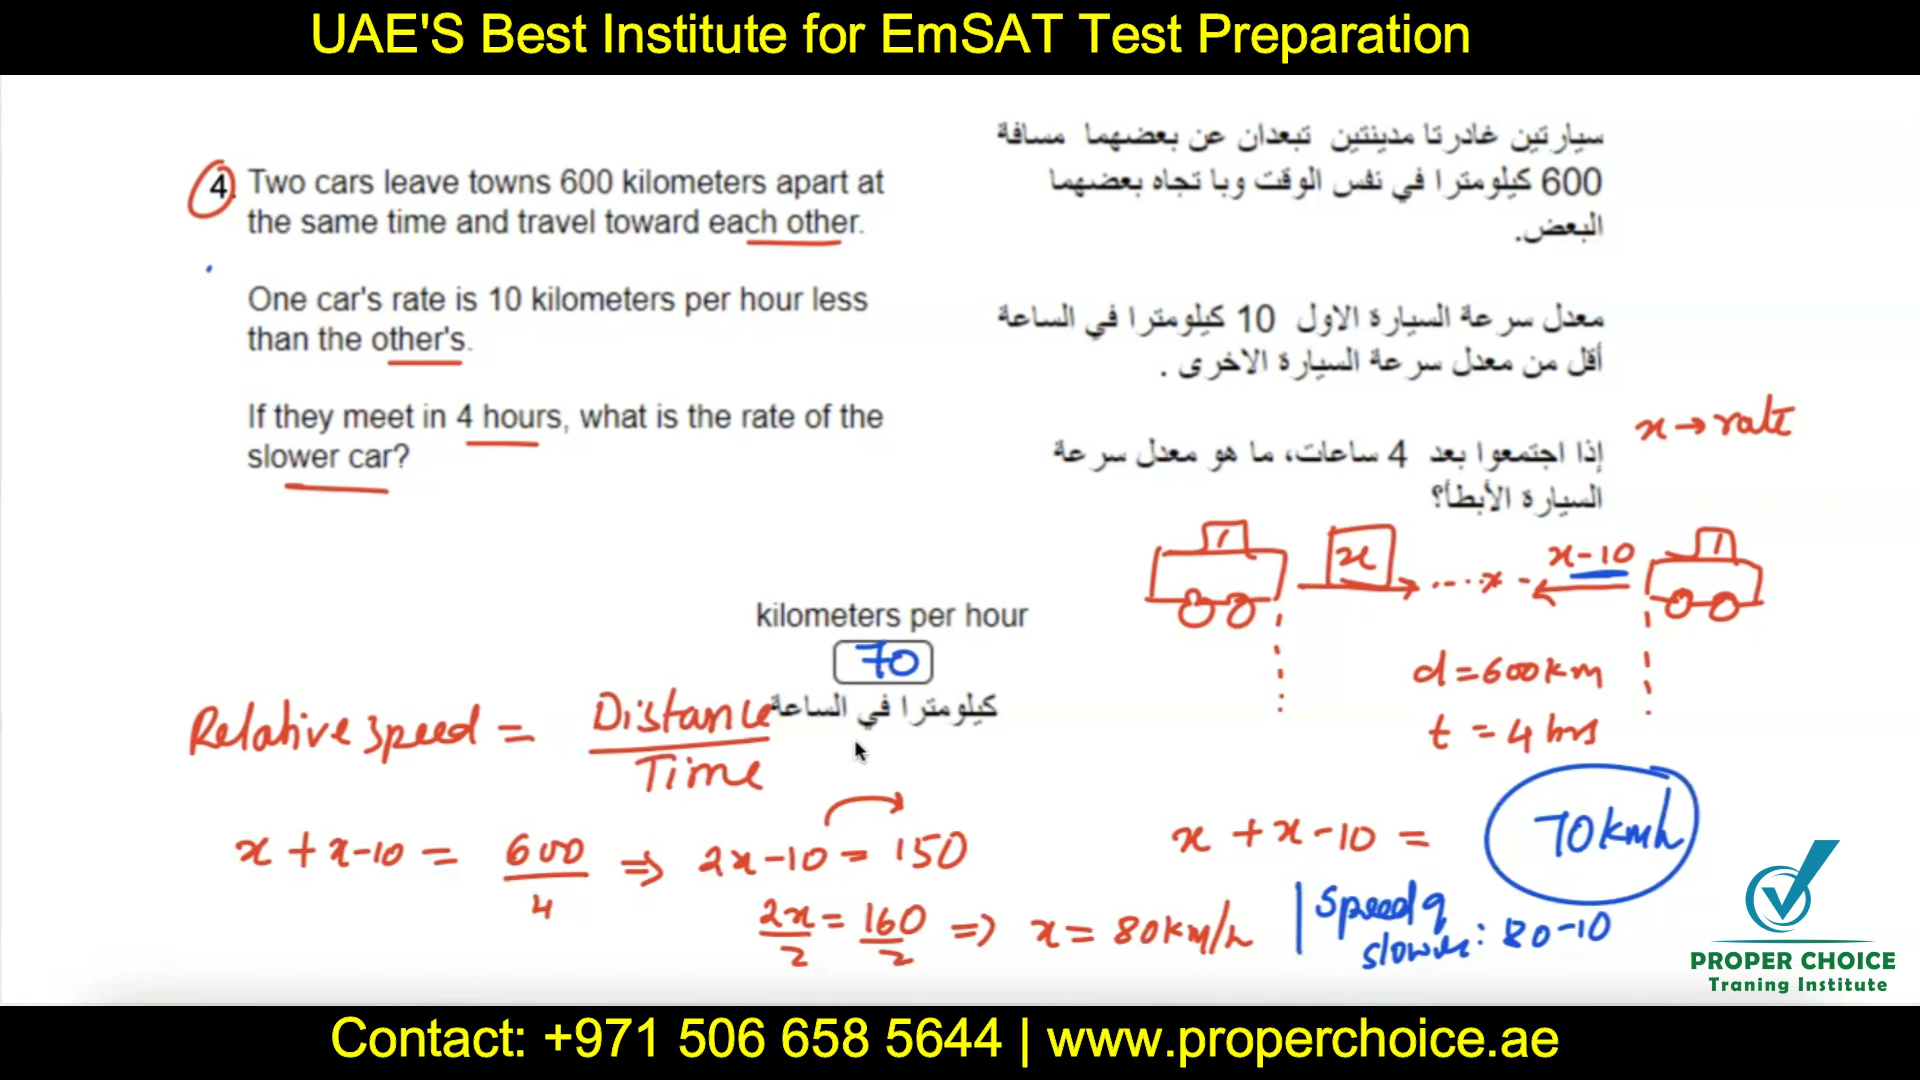 UAE'S Best Institute for EmSAT Test Preparation
4. Two cars leave towns 600 kilometers apart at
the same time and travel toward each other.
One car's rate is 10 kilometers per hour less
than the other's.
If they meet in 4 hours, what is the rate of the
slower car?
سيارتين غادرتا مدينتين تبعدان عن بعضهما مسافة
600 كيلومترا في نفس الوقت وبا تجاه بعضهما
البعض.
معدل سرعة السيارة الاول 10 كيلومترا في الساعة
أقل من معدل سرعة السيارة الاخرى .
إذا اجتمعوا بعد 4 ساعات، ما هو معدل سرعة
السيارة الأبطأ؟
x → rate
x
x-10
d = 600km
t = 4 hrs
kilometers per hour
70
كيلومترا في الساعة
Relative speed = Distance
Time
x + x-10 = 600/4 ⇒ 2x-10 = 150
2x/2 = 160/2 ⇒ x = 80km/h
x + x-10 =
70kmh
Speed of
slower: 80-10
PROPER CHOICE
Traning Institute
Contact: +971 506 658 5644 | www.properchoice.ae